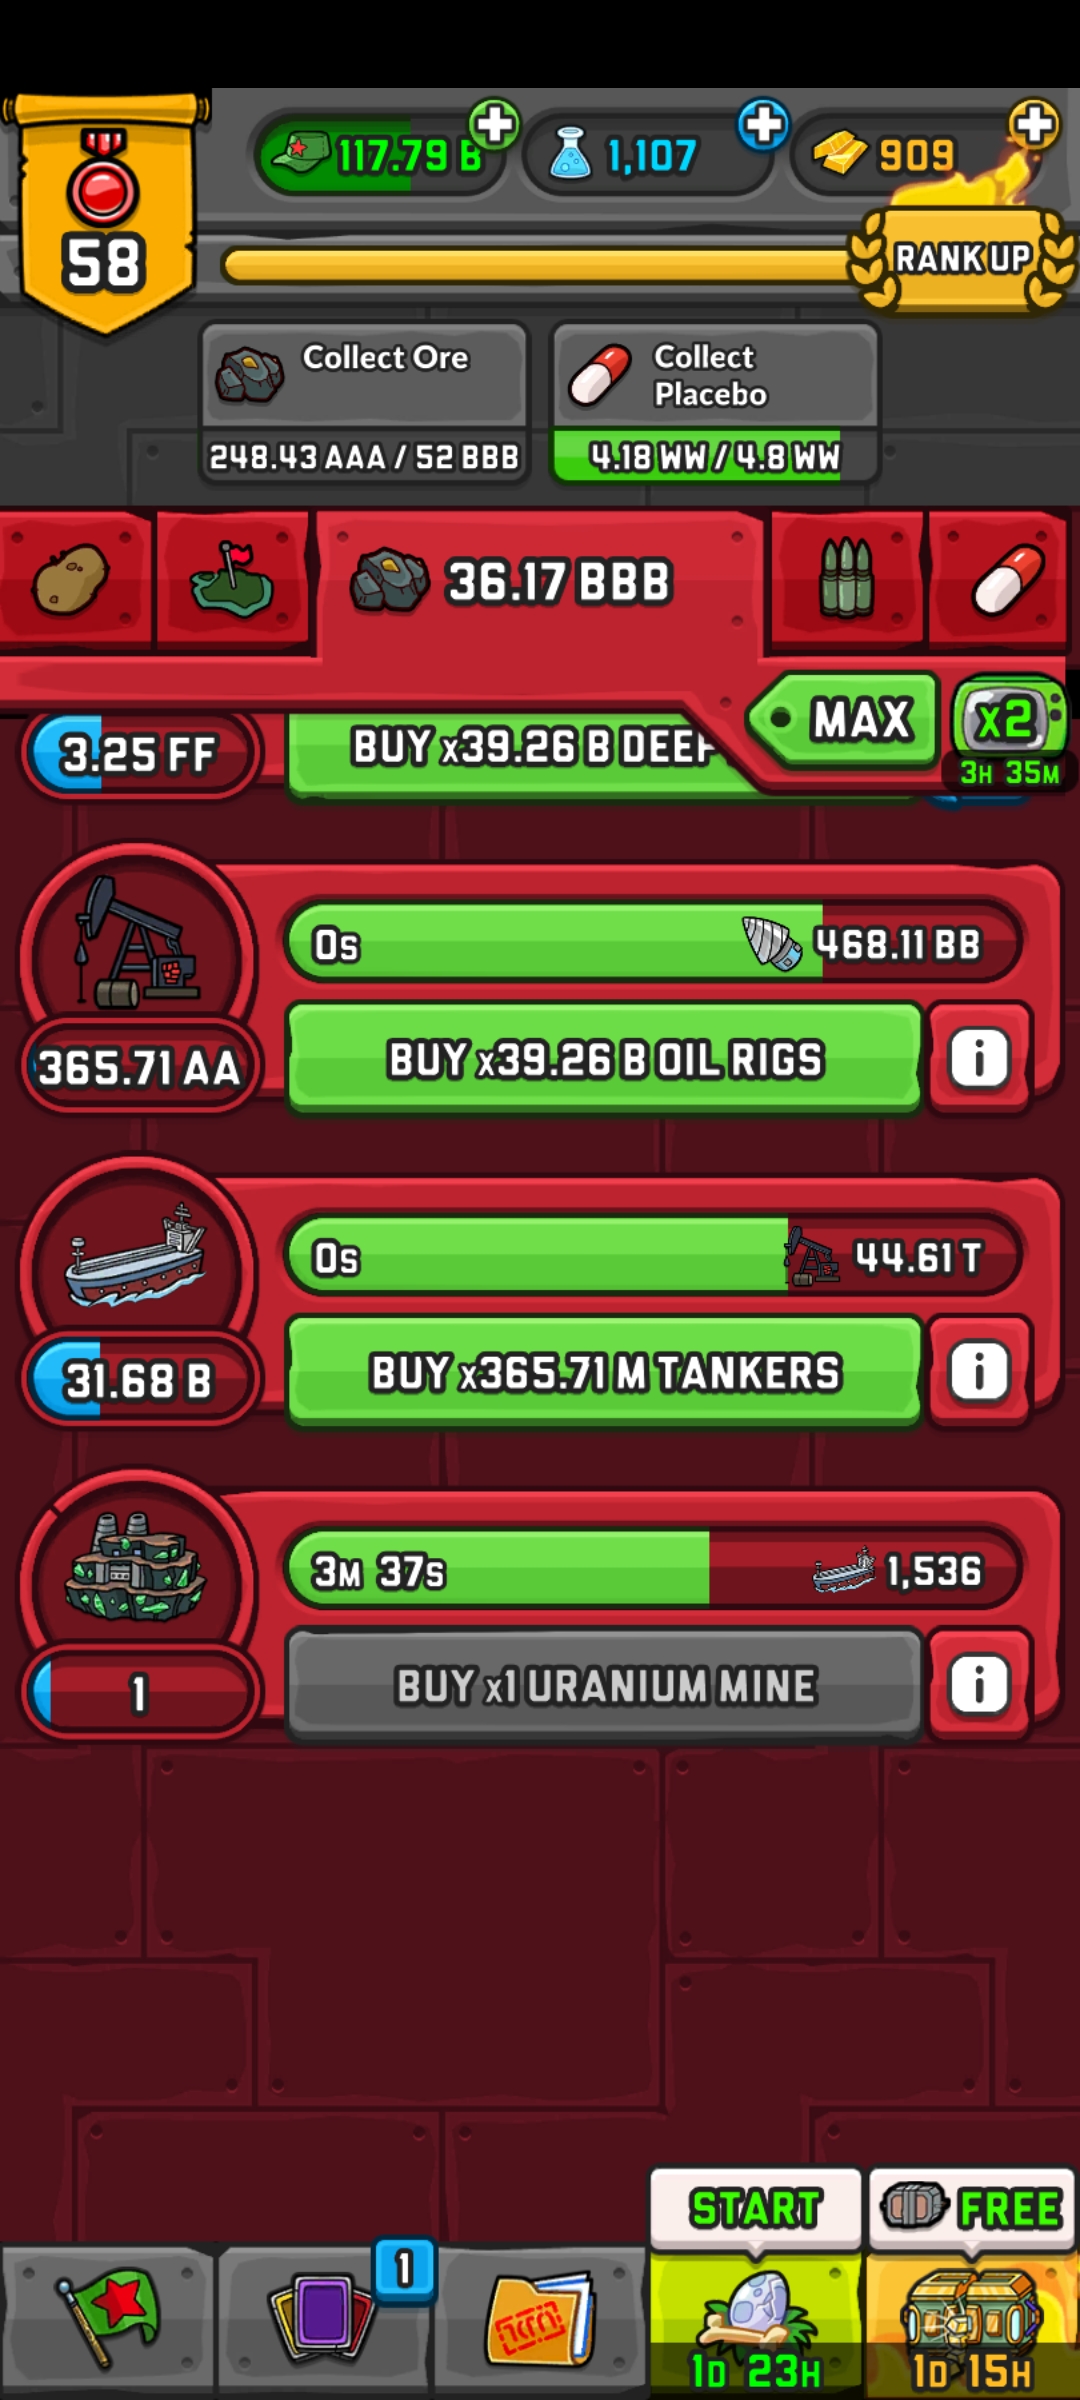 58
117.79 B
1,107
909
RANK UP
Collect Ore
248.43 AAA / 52 BBB
Collect
Placebo
4.18 WW / 4.8 WW
36.17 BBB
MAX
x2
3H 35M
3.25 FF
BUY x39.26 B DEEP
0s
468.11 BB
365.71 AA
BUY x39.26 B OIL RIGS
i
0s
44.61 T
31.68 B
BUY x365.71 M TANKERS
i
3M 37s
1,536
1
BUY x1 URANIUM MINE
i
START
FREE
1
1D 23H
1D 15H